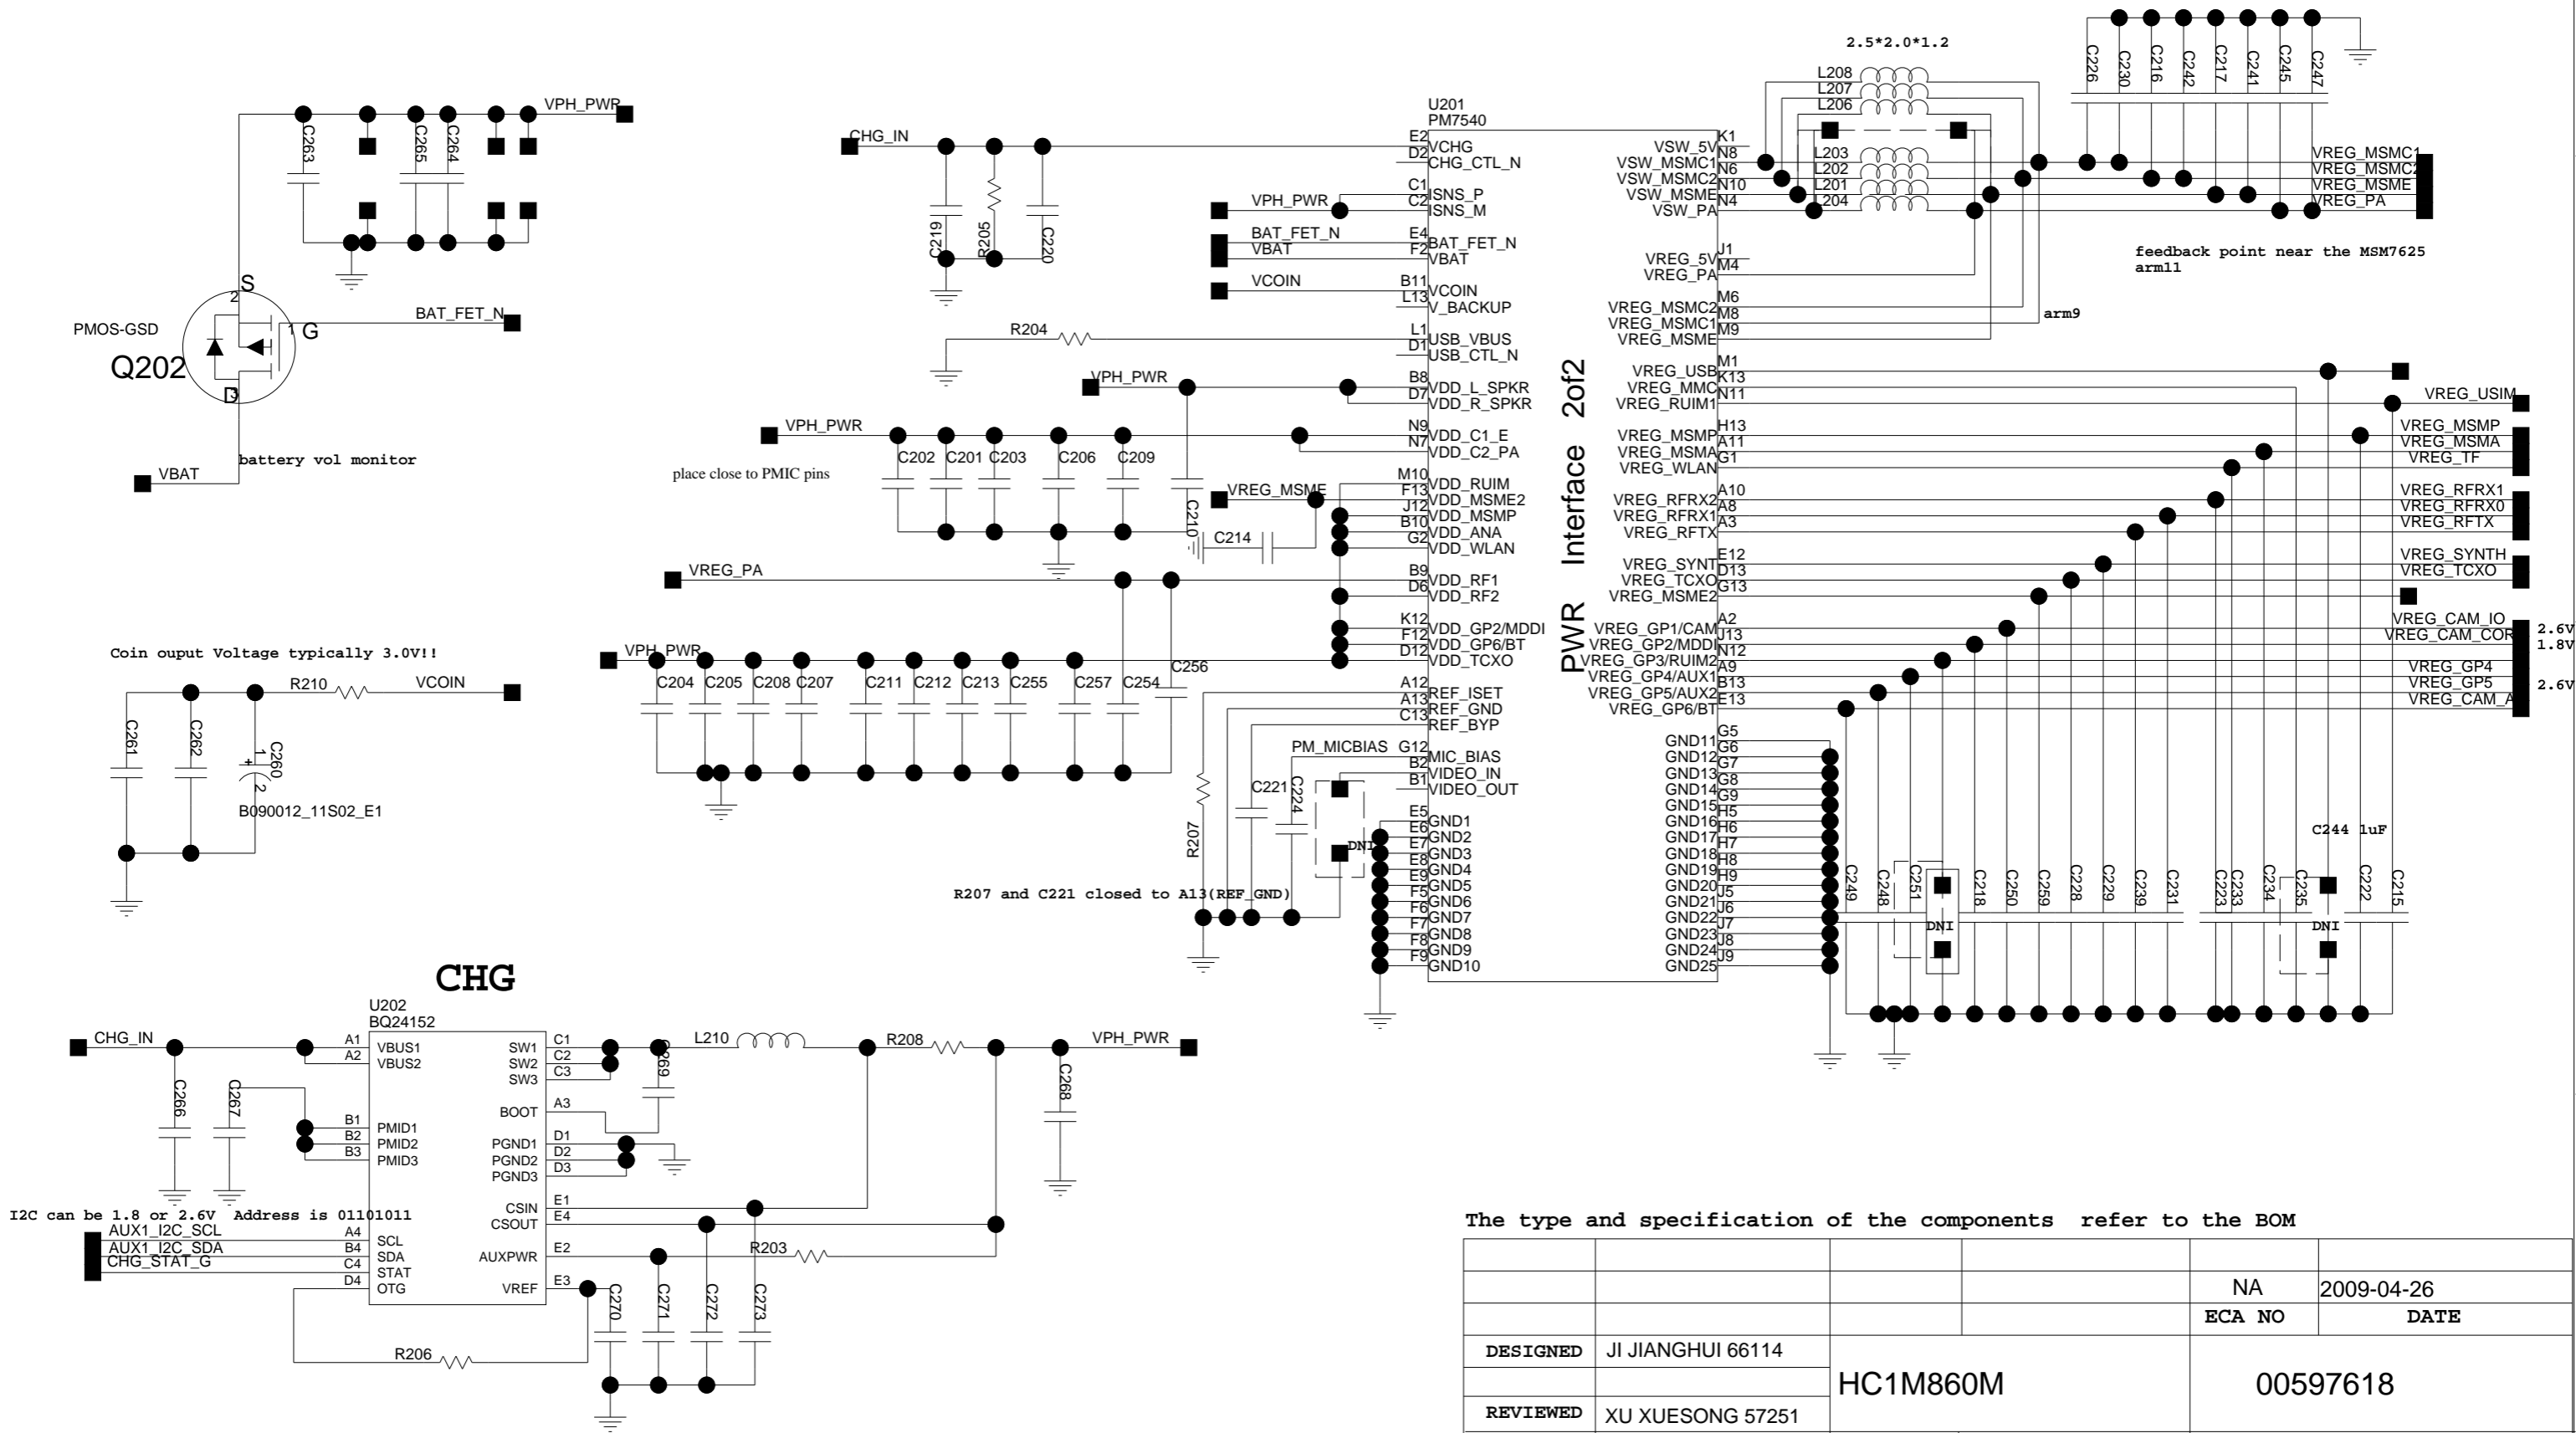 2.5*2.0*1.2
C226
C230
C216
C242
C217
C241
C245
C247
L208
L207
L206
L203
L202
L201
L204
VREG_MSMC1
VREG_MSMC2
VREG_MSME
VREG_PA
feedback point near the MSM7625
arm11
arm9
VPH_PWR
C263
C265
C264
S
2
1
G
BAT_FET_N
PMOS-GSD
Q202
D
3
battery vol monitor
VBAT
CHG_IN
C219
R205
C220
VPH_PWR
BAT_FET_N
VBAT
VCOIN
R204
VPH_PWR
VPH_PWR
C202
C201
C203
C206
C209
place close to PMIC pins
C210
VREG_MSME
C214
VREG_PA
VPH_PWR
C204
C205
C208
C207
C211
C212
C213
C255
C257
C254
C256
PM_MICBIAS
R207
C221
C224
DNI
R207 and C221 closed to A13(REF_GND)
U201
PM7540
PWR Interface 2of2
E2 VCHG
D2 CHG_CTL_N
C1 ISNS_P
C2 ISNS_M
E4 BAT_FET_N
F2 VBAT
B11 VCOIN
L13 V_BACKUP
L1 USB_VBUS
D1 USB_CTL_N
B8 VDD_L_SPKR
D7 VDD_R_SPKR
N9 VDD_C1_E
N7 VDD_C2_PA
M10 VDD_RUIM
F13 VDD_MSME2
J12 VDD_MSMP
B10 VDD_ANA
G2 VDD_WLAN
B9 VDD_RF1
D6 VDD_RF2
K12 VDD_GP2/MDDI
F12 VDD_GP6/BT
D12 VDD_TCXO
A12 REF_ISET
A13 REF_GND
C13 REF_BYP
G12 MIC_BIAS
B2 VIDEO_IN
B1 VIDEO_OUT
E5 GND1
E6 GND2
E7 GND3
E8 GND4
E9 GND5
F5 GND6
F6 GND7
F7 GND8
F8 GND9
F9 GND10
VSW_5V K1
VSW_MSMC1 N8
VSW_MSMC2 N6
VSW_MSME N10
VSW_PA N4
VREG_5V J1
VREG_PA M4
VREG_MSMC2 M6
VREG_MSMC1 M8
VREG_MSME M9
VREG_USB M1
VREG_MMC K13
VREG_RUIM1 N11
VREG_MSMP H13
VREG_MSMA A11
VREG_WLAN G1
VREG_RFRX2 A10
VREG_RFRX1 A8
VREG_RFTX A3
VREG_SYNT E12
VREG_TCXO D13
VREG_MSME2 G13
VREG_GP1/CAM A2
VREG_GP2/MDDI J13
VREG_GP3/RUIM2 N12
VREG_GP4/AUX1 A9
VREG_GP5/AUX2 B13
VREG_GP6/BT E13
GND11 G5
GND12 G6
GND13 G7
GND14 G8
GND15 G9
GND16 H5
GND17 H6
GND18 H7
GND19 H8
GND20 H9
GND21 J5
GND22 J6
GND23 J7
GND24 J8
GND25 J9
VREG_USIM
VREG_MSMP
VREG_MSMA
VREG_TF
VREG_RFRX1
VREG_RFRX0
VREG_RFTX
VREG_SYNTH
VREG_TCXO
VREG_CAM_IO
2.6V
VREG_CAM_COR
1.8V
VREG_GP4
VREG_GP5
2.6V
VREG_CAM_A
C244 1uF
C249
C248
C251
DNI
C218
C250
C259
C228
C229
C239
C231
C223
C233
C234
C235
DNI
C222
C215
Coin ouput Voltage typically 3.0V!!
R210
VCOIN
C261
C262
C260
1
+
2
B090012_11S02_E1
CHG
U202
BQ24152
CHG_IN
C266
C267
A1 VBUS1
A2 VBUS2
B1 PMID1
B2 PMID2
B3 PMID3
A4 SCL
B4 SDA
C4 STAT
D4 OTG
SW1 C1
SW2 C2
SW3 C3
BOOT A3
PGND1 D1
PGND2 D2
PGND3 D3
CSIN E1
CSOUT E4
AUXPWR E2
VREF E3
C269
L210
R208
VPH_PWR
C268
R203
C270
C271
C272
C273
I2C can be 1.8 or 2.6V Address is 01101011
AUX1_I2C_SCL
AUX1_I2C_SDA
CHG_STAT_G
R206
The type and specification of the components refer to the BOM
NA 2009-04-26
ECA NO DATE
DESIGNED JI JIANGHUI 66114
HC1M860M 00597618
REVIEWED XU XUESONG 57251